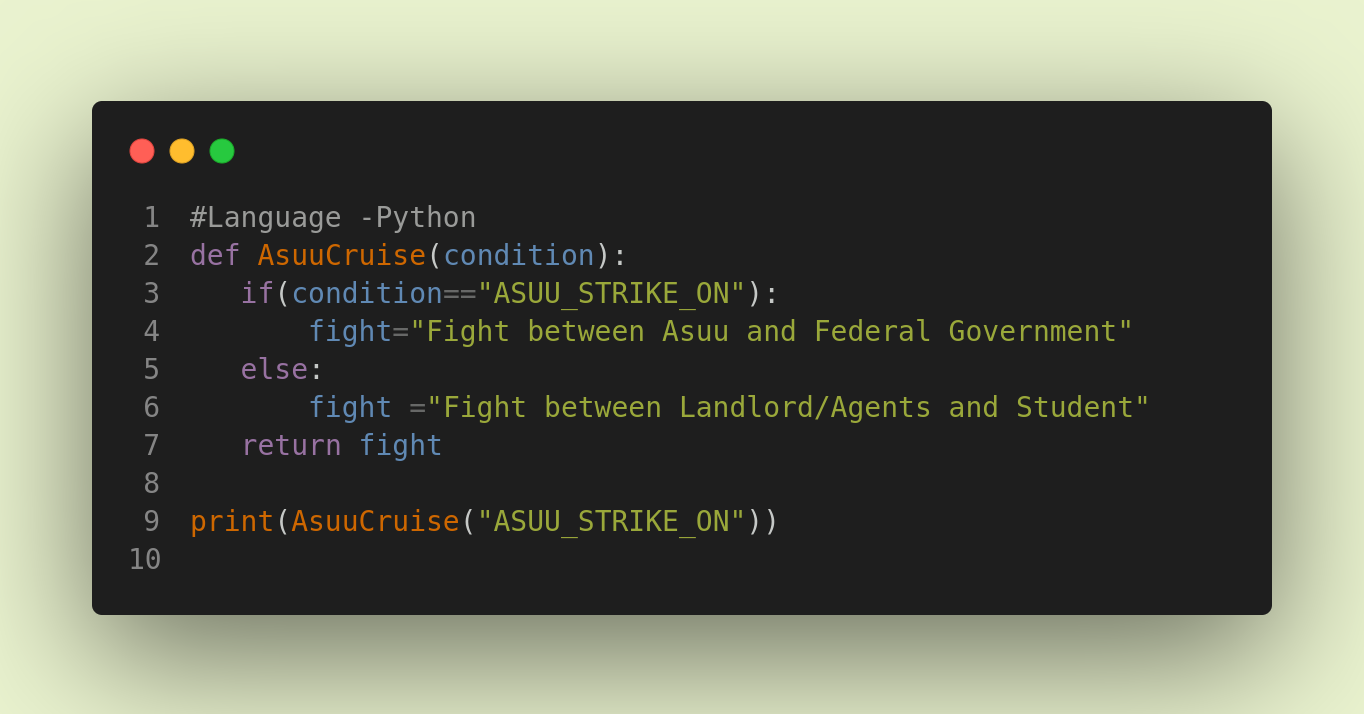 1 #Language -Python
2 def AsuuCruise(condition):
3    if(condition=="ASUU_STRIKE_ON"):
4        fight="Fight between Asuu and Federal Government"
5    else:
6        fight ="Fight between Landlord/Agents and Student"
7    return fight
8
9 print(AsuuCruise("ASUU_STRIKE_ON"))
10